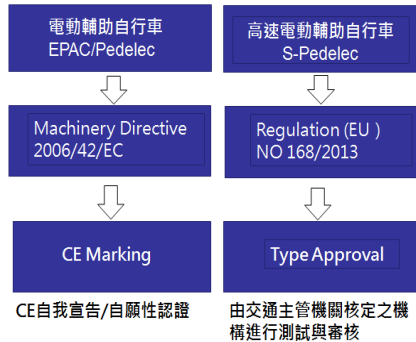 電動輔助自行車
EPAC/Pedelec
Machinery Directive
2006/42/EC
CE Marking
CE自我宣告/自願性認證
高速電動輔助自行車
S-Pedelec
Regulation (EU )
NO 168/2013
Type Approval
由交通主管機關核定之機
構進行測試與審核